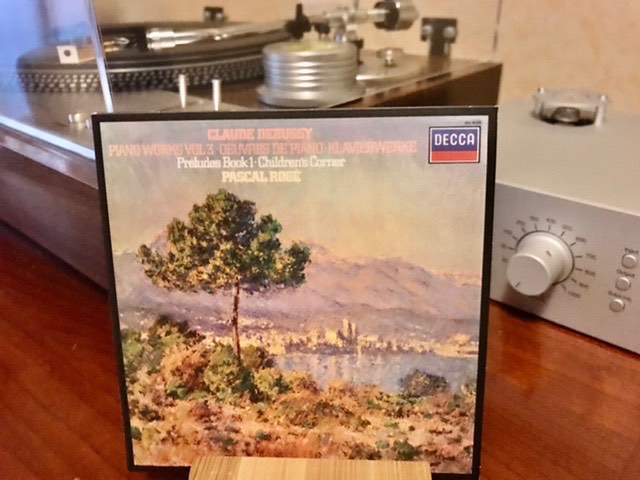 CLAUDE DEBUSSY
PIANO WORKS VOL 3 · OEUVRES DE PIANO · KLAVIERWERKE
Préludes Book 1 · Children's Corner
PASCAL ROGÉ
DECCA